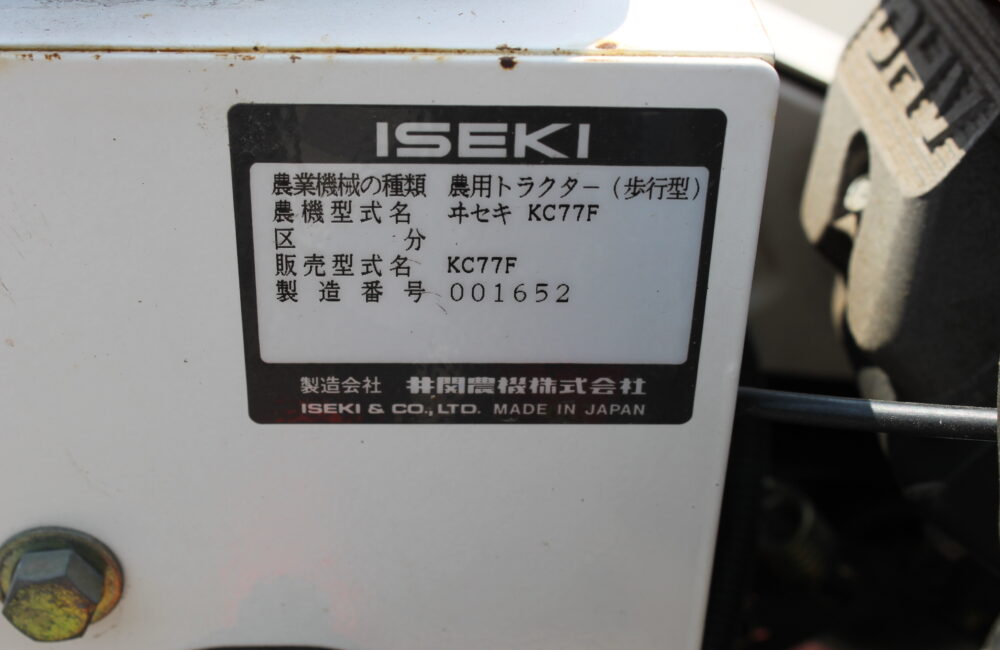 ISEKI
農業機械の種類 農用トラクター(歩行型)
農機型式名 ヰセキ KC77F
区分
販売型式名 KC77F
製造番号 001652
製造会社 井関農機株式会社
ISEKI & CO., LTD. MADE IN JAPAN